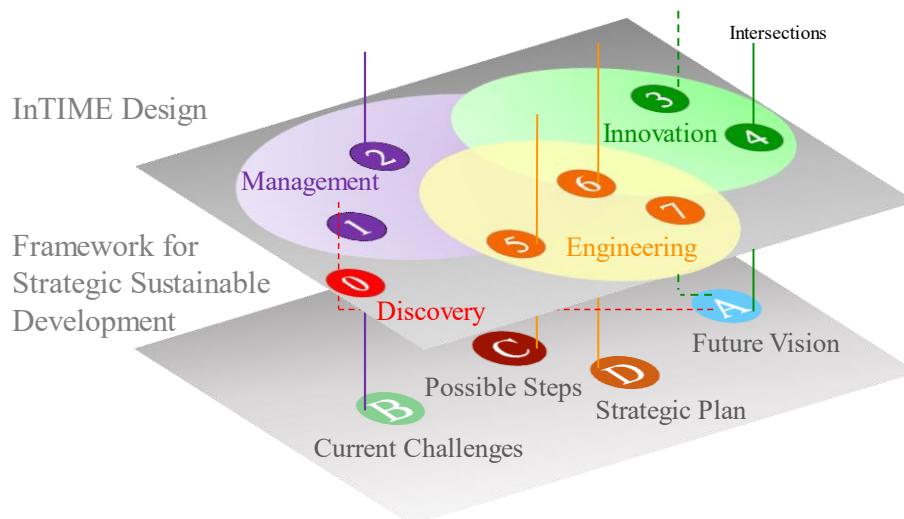 Intersections
InTIME Design
3
Innovation
4
2
Management
6
7
1
5
Engineering
Framework for
Strategic Sustainable
Development
0
Discovery
A
Future Vision
C
Possible Steps
D
Strategic Plan
B
Current Challenges